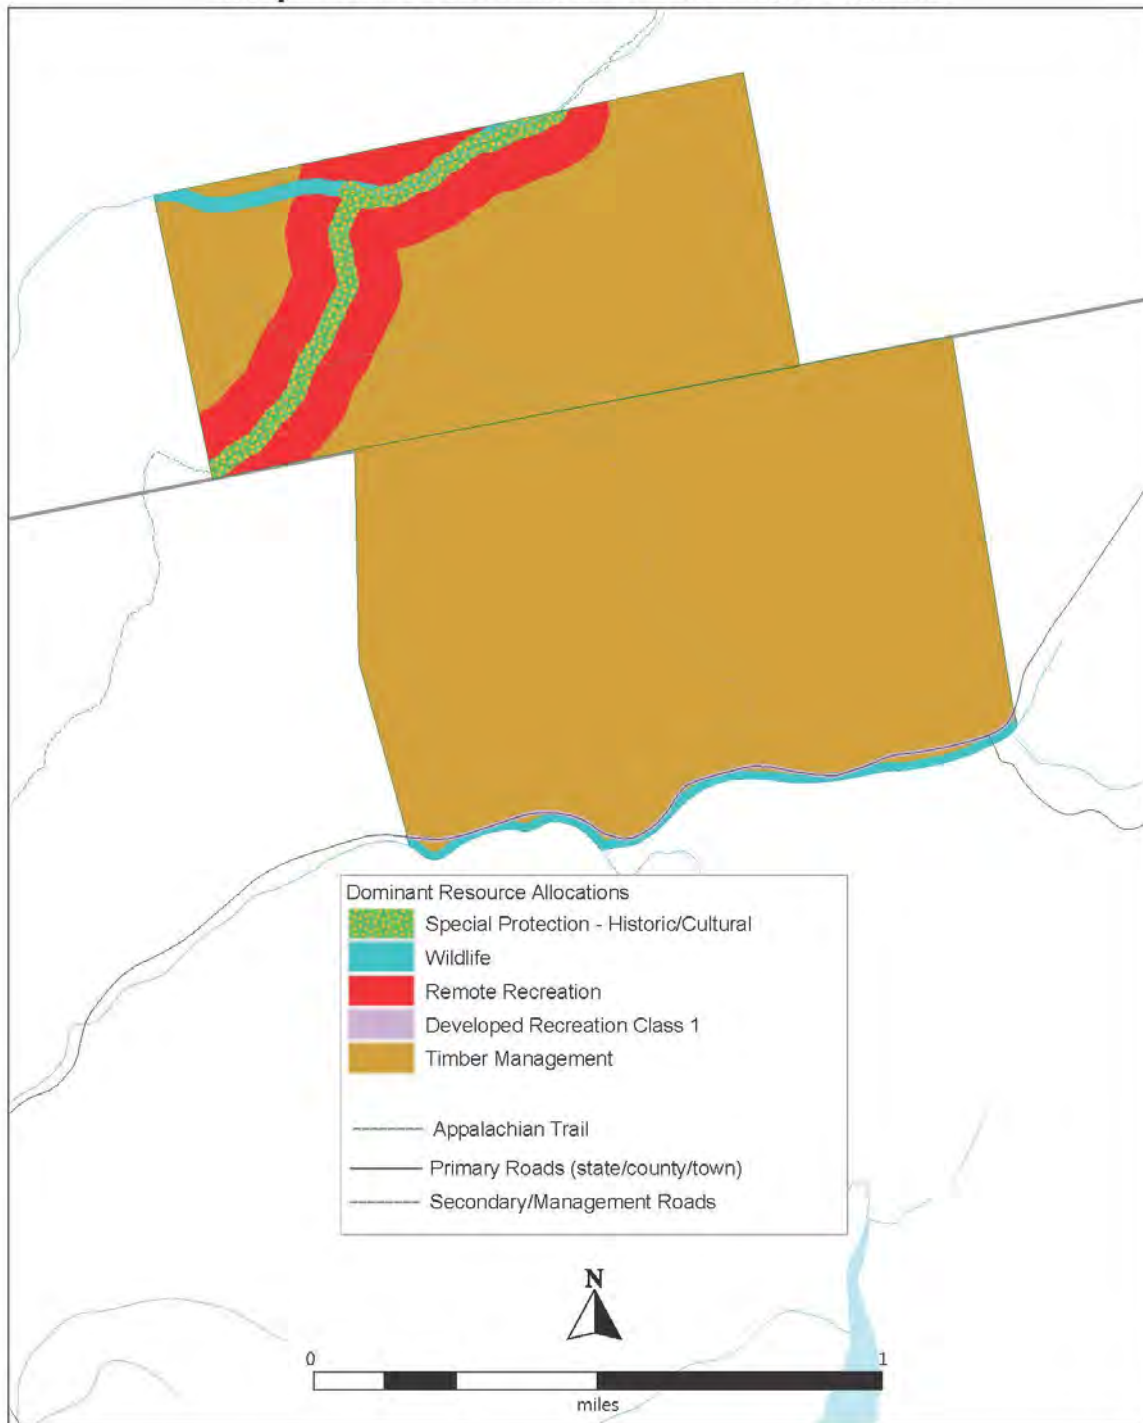 Dominant Resource Allocations
Special Protection - Historic/Cultural
Wildlife
Remote Recreation
Developed Recreation Class 1
Timber Management
Appalachian Trail
Primary Roads (state/county/town)
Secondary/Management Roads
N
0 1
miles